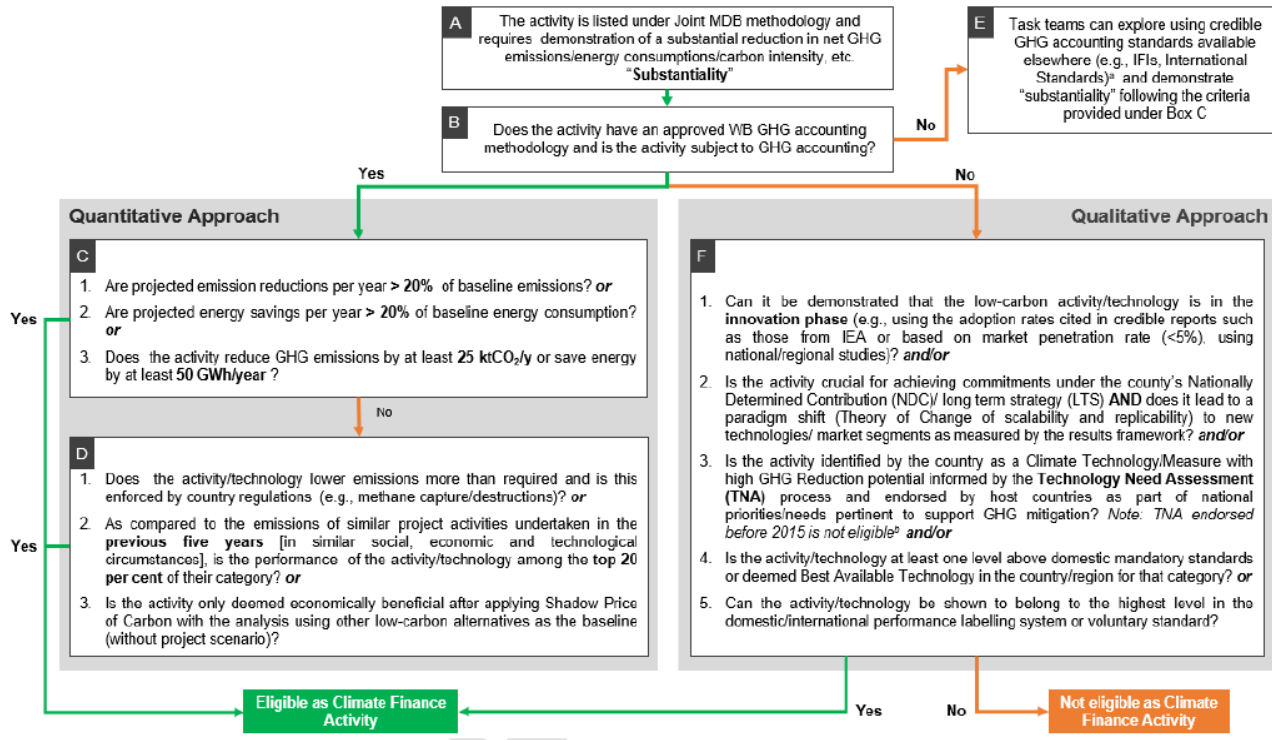 A
The activity is listed under Joint MDB methodology and
requires demonstration of a substantial reduction in net GHG
emissions/energy consumptions/carbon intensity, etc.
“Substantiality”
E
Task teams can explore using credible
GHG accounting standards available
elsewhere (e.g., IFIs, International
Standards)ᵃ and demonstrate
“substantiality” following the criteria
provided under Box C
B
Does the activity have an approved WB GHG accounting
methodology and is the activity subject to GHG accounting?
No
Yes
No
Quantitative Approach
C
1. Are projected emission reductions per year > 20% of baseline emissions? or
2. Are projected energy savings per year > 20% of baseline energy consumption?
or
3. Does the activity reduce GHG emissions by at least 25 ktCO₂/y or save energy
by at least 50 GWh/year ?
Yes
No
D
1. Does the activity/technology lower emissions more than required and is this
enforced by country regulations (e.g., methane capture/destructions)? or
2. As compared to the emissions of similar project activities undertaken in the
previous five years [in similar social, economic and technological
circumstances], is the performance of the activity/technology among the top 20
per cent of their category? or
3. Is the activity only deemed economically beneficial after applying Shadow Price
of Carbon with the analysis using other low-carbon alternatives as the baseline
(without project scenario)?
Yes
Qualitative Approach
F
1. Can it be demonstrated that the low-carbon activity/technology is in the
innovation phase (e.g., using the adoption rates cited in credible reports such
as those from IEA or based on market penetration rate (<5%), using
national/regional studies)? and/or
2. Is the activity crucial for achieving commitments under the county’s Nationally
Determined Contribution (NDC)/ long term strategy (LTS) AND does it lead to a
paradigm shift (Theory of Change of scalability and replicability) to new
technologies/ market segments as measured by the results framework? and/or
3. Is the activity identified by the country as a Climate Technology/Measure with
high GHG Reduction potential informed by the Technology Need Assessment
(TNA) process and endorsed by host countries as part of national
priorities/needs pertinent to support GHG mitigation? Note: TNA endorsed
before 2015 is not eligibleᵇ and/or
4. Is the activity/technology at least one level above domestic mandatory standards
or deemed Best Available Technology in the country/region for that category? or
5. Can the activity/technology be shown to belong to the highest level in the
domestic/international performance labelling system or voluntary standard?
Eligible as Climate Finance
Activity
Yes
No
Not eligible as Climate
Finance Activity